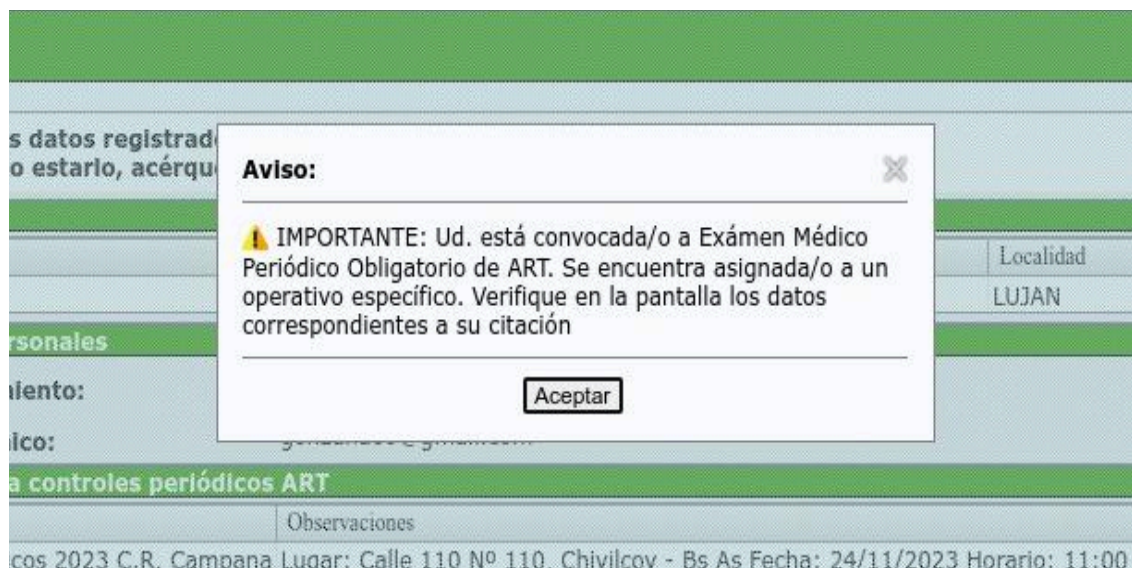 s datos registrad
o estarlo, acérqu
Aviso:
IMPORTANTE: Ud. está convocada/o a Exámen Médico
Periódico Obligatorio de ART. Se encuentra asignada/o a un
operativo específico. Verifique en la pantalla los datos
correspondientes a su citación
Aceptar
Localidad
LUJAN
rsonales
iento:
ico:
a controles periódicos ART
Observaciones
cos 2023 C.R. Campana Lugar: Calle 110 Nº 110, Chivilcoy - Bs As Fecha: 24/11/2023 Horario: 11:00